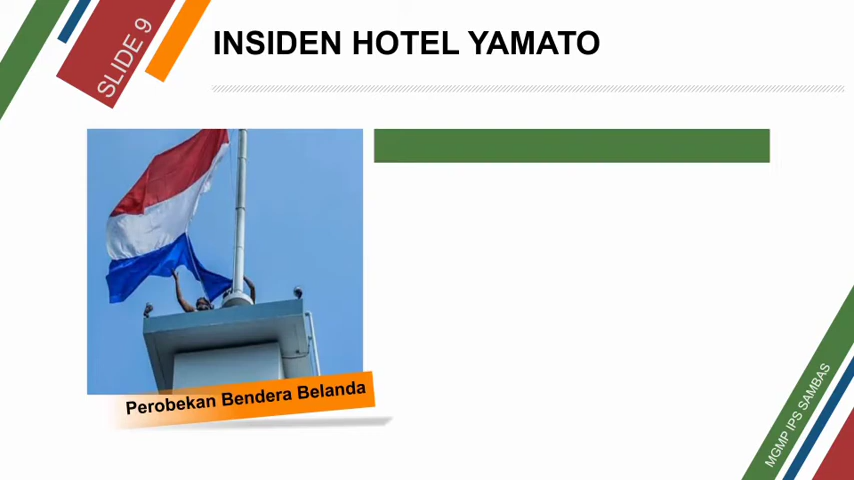 SLIDE 9
INSIDEN HOTEL YAMATO
Perobekan Bendera Belanda
MGMP IPS SAMBAS